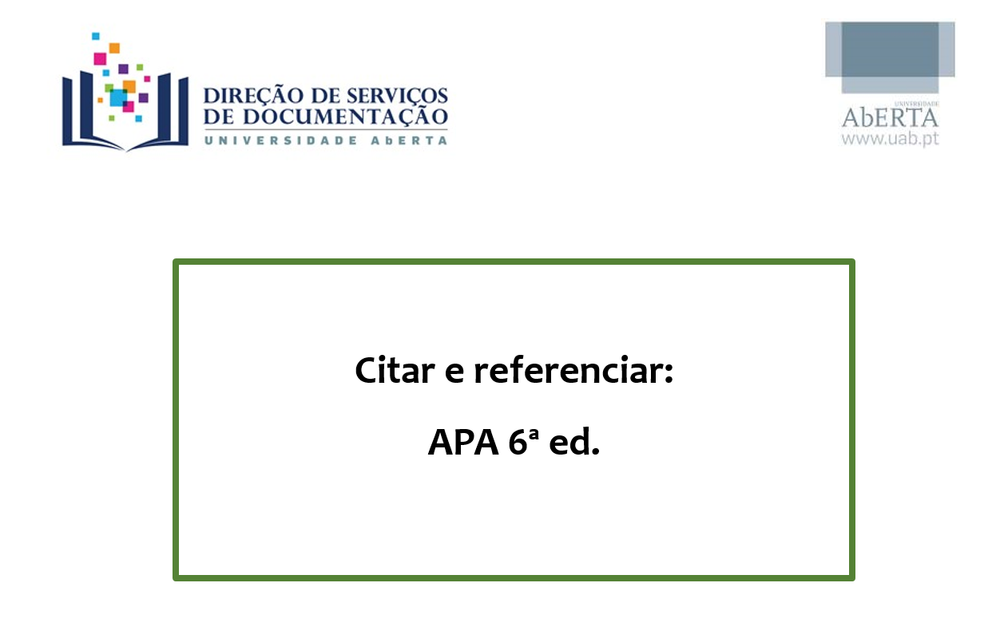 DIREÇÃO DE SERVIÇOS
DE DOCUMENTAÇÃO
UNIVERSIDADE AbERTA
UNIVERSIDADE
AbERTA
www.uab.pt
Citar e referenciar:
APA 6ª ed.